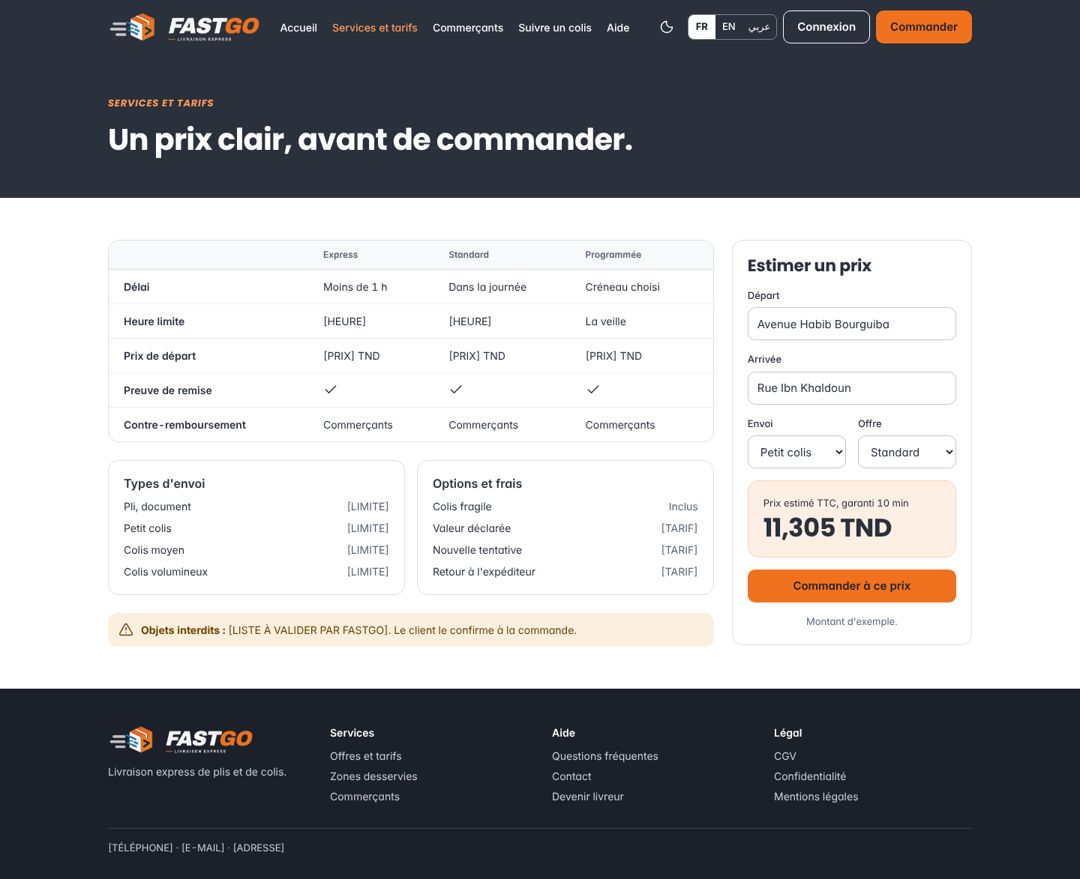 FASTGO
LIVRAISON EXPRESS
Accueil
Services et tarifs
Commerçants
Suivre un colis
Aide
FR
EN
عربي
Connexion
Commander
SERVICES ET TARIFS
Un prix clair, avant de commander.
Express Standard Programmée
Délai Moins de 1 h Dans la journée Créneau choisi
Heure limite [HEURE] [HEURE] La veille
Prix de départ [PRIX] TND [PRIX] TND [PRIX] TND
Preuve de remise
Contre-remboursement Commerçants Commerçants Commerçants
Types d'envoi
Pli, document [LIMITE]
Petit colis [LIMITE]
Colis moyen [LIMITE]
Colis volumineux [LIMITE]
Options et frais
Colis fragile Inclus
Valeur déclarée [TARIF]
Nouvelle tentative [TARIF]
Retour à l'expéditeur [TARIF]
Objets interdits : [LISTE À VALIDER PAR FASTGO]. Le client le confirme à la commande.
Estimer un prix
Départ
Avenue Habib Bourguiba
Arrivée
Rue Ibn Khaldoun
Envoi Offre
Petit colis Standard
Prix estimé TTC, garanti 10 min
11,305 TND
Commander à ce prix
Montant d'exemple.
FASTGO
LIVRAISON EXPRESS
Livraison express de plis et de colis.
Services
Offres et tarifs
Zones desservies
Commerçants
Aide
Questions fréquentes
Contact
Devenir livreur
Légal
CGV
Confidentialité
Mentions légales
[TÉLÉPHONE] · [E-MAIL] · [ADRESSE]